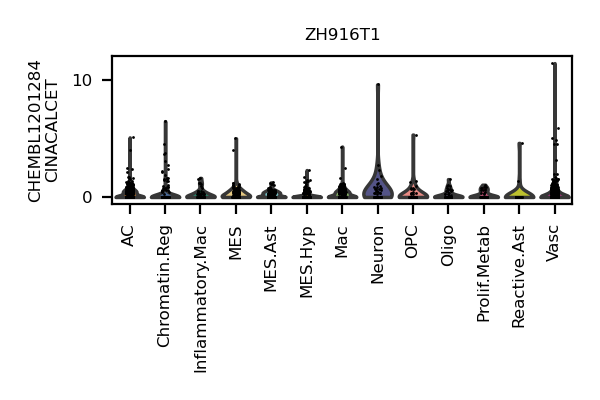 ZH916T1
CHEMBL1201284
CINACALCET
10
0
AC
Chromatin.Reg
Inflammatory.Mac
MES
MES.Ast
MES.Hyp
Mac
Neuron
OPC
Oligo
Prolif.Metab
Reactive.Ast
Vasc